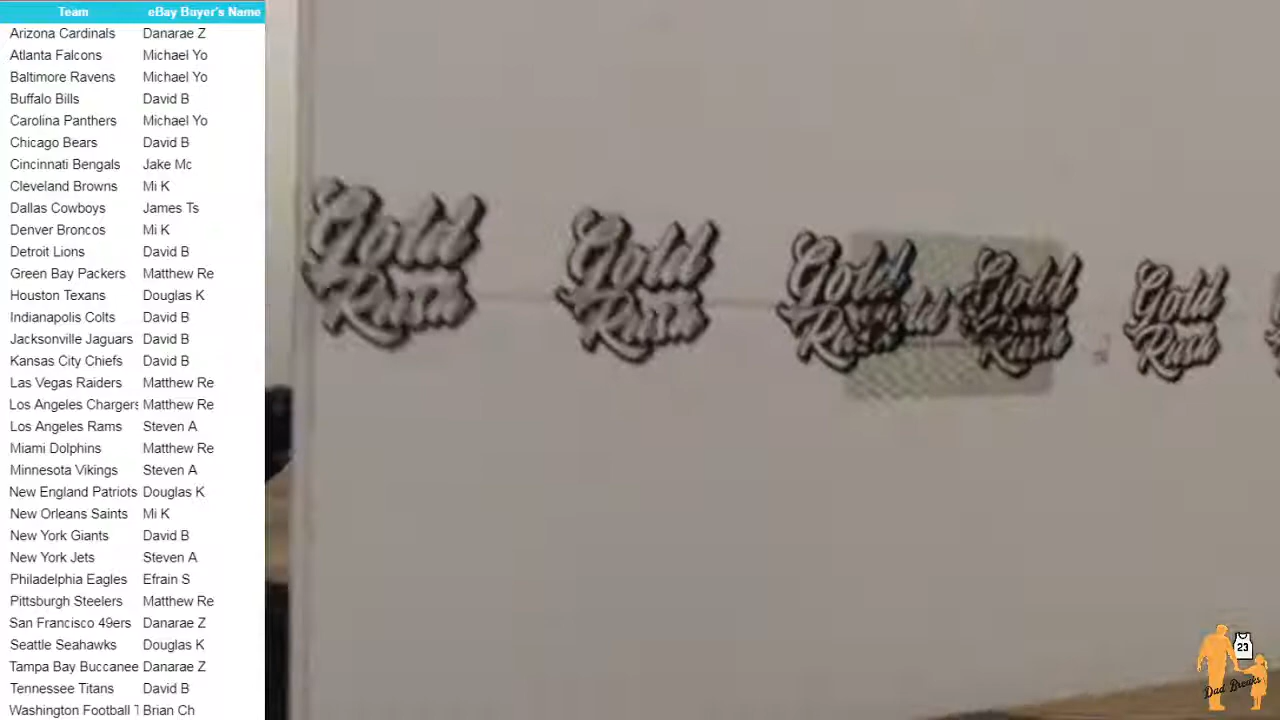 Team eBay Buyer's Name
Arizona Cardinals Danarae Z
Atlanta Falcons Michael Yo
Baltimore Ravens Michael Yo
Buffalo Bills David B
Carolina Panthers Michael Yo
Chicago Bears David B
Cincinnati Bengals Jake Mc
Cleveland Browns Mi K
Dallas Cowboys James Ts
Denver Broncos Mi K
Detroit Lions David B
Green Bay Packers Matthew Re
Houston Texans Douglas K
Indianapolis Colts David B
Jacksonville Jaguars David B
Kansas City Chiefs David B
Las Vegas Raiders Matthew Re
Los Angeles Chargers Matthew Re
Los Angeles Rams Steven A
Miami Dolphins Matthew Re
Minnesota Vikings Steven A
New England Patriots Douglas K
New Orleans Saints Mi K
New York Giants David B
New York Jets Steven A
Philadelphia Eagles Efrain S
Pittsburgh Steelers Matthew Re
San Francisco 49ers Danarae Z
Seattle Seahawks Douglas K
Tampa Bay Buccanee Danarae Z
Tennessee Titans David B
Washington Football T Brian Ch
Gold
Rush
Gold
Rush
Gold
Rush
Gold
Rush
Gold
Rush
23
Dad Breaks